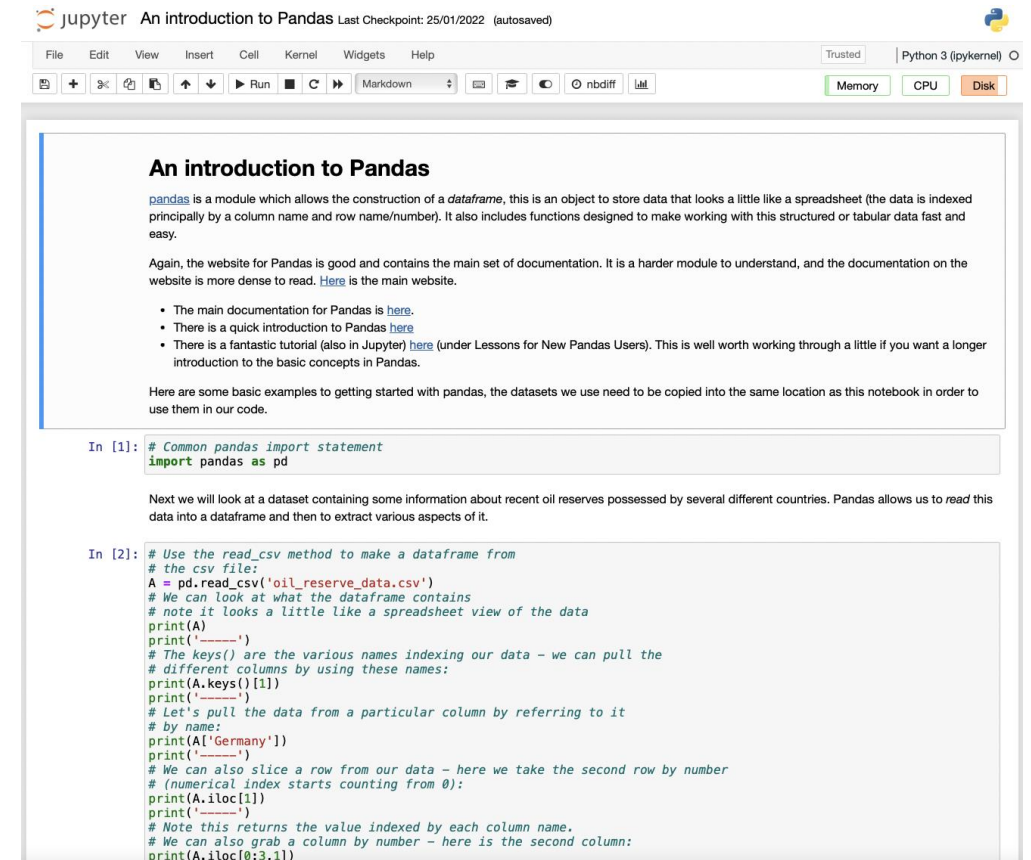 jupyter An introduction to Pandas Last Checkpoint: 25/01/2022 (autosaved)
File Edit View Insert Cell Kernel Widgets Help Trusted Python 3 (ipykernel)
Run Markdown nbdiff Memory CPU Disk
An introduction to Pandas
pandas is a module which allows the construction of a dataframe, this is an object to store data that looks a little like a spreadsheet (the data is indexed
principally by a column name and row name/number). It also includes functions designed to make working with this structured or tabular data fast and
easy.
Again, the website for Pandas is good and contains the main set of documentation. It is a harder module to understand, and the documentation on the
website is more dense to read. Here is the main website.
• The main documentation for Pandas is here.
• There is a quick introduction to Pandas here
• There is a fantastic tutorial (also in Jupyter) here (under Lessons for New Pandas Users). This is well worth working through a little if you want a longer
introduction to the basic concepts in Pandas.
Here are some basic examples to getting started with pandas, the datasets we use need to be copied into the same location as this notebook in order to
use them in our code.
In [1]: # Common pandas import statement
import pandas as pd
Next we will look at a dataset containing some information about recent oil reserves possessed by several different countries. Pandas allows us to read this
data into a dataframe and then to extract various aspects of it.
In [2]: # Use the read_csv method to make a dataframe from
# the csv file:
A = pd.read_csv('oil_reserve_data.csv')
# We can look at what the dataframe contains
# note it looks a little like a spreadsheet view of the data
print(A)
print('-----')
# The keys() are the various names indexing our data – we can pull the
# different columns by using these names:
print(A.keys()[1])
print('-----')
# Let's pull the data from a particular column by referring to it
# by name:
print(A['Germany'])
print('-----')
# We can also slice a row from our data – here we take the second row by number
# (numerical index starts counting from 0):
print(A.iloc[1])
print('-----')
# Note this returns the value indexed by each column name.
# We can also grab a column by number – here is the second column:
print(A.iloc[0:3,1])